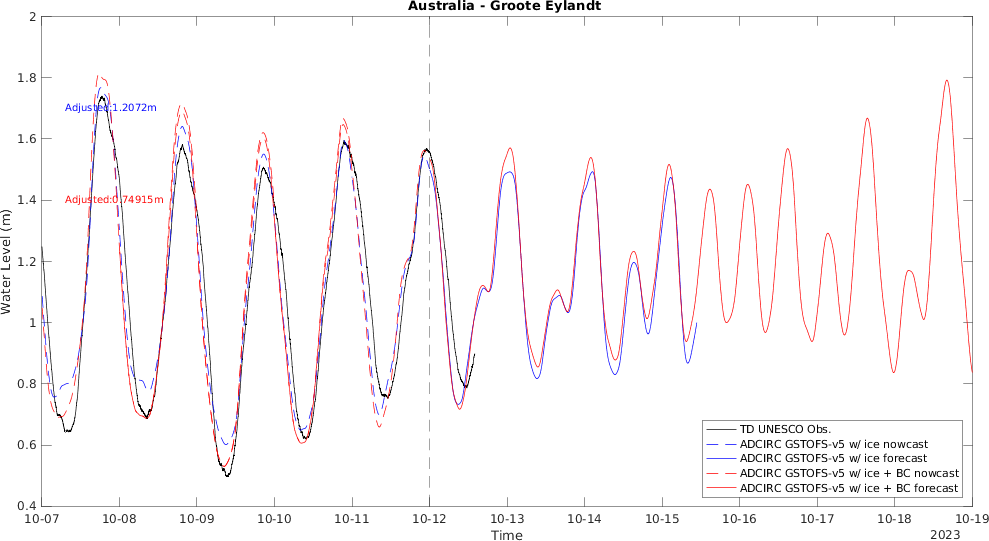 Australia - Groote Eylandt
2
1.8
1.6
1.4
1.2
1
0.8
0.6
0.4
Water Level (m)
Adjusted:1.2072m
Adjusted:0.74915m
TD UNESCO Obs.
ADCIRC GSTOFS-v5 w/ ice nowcast
ADCIRC GSTOFS-v5 w/ ice forecast
ADCIRC GSTOFS-v5 w/ ice + BC nowcast
ADCIRC GSTOFS-v5 w/ ice + BC forecast
10-07 10-08 10-09 10-10 10-11 10-12 10-13 10-14 10-15 10-16 10-17 10-18 10-19
Time
2023